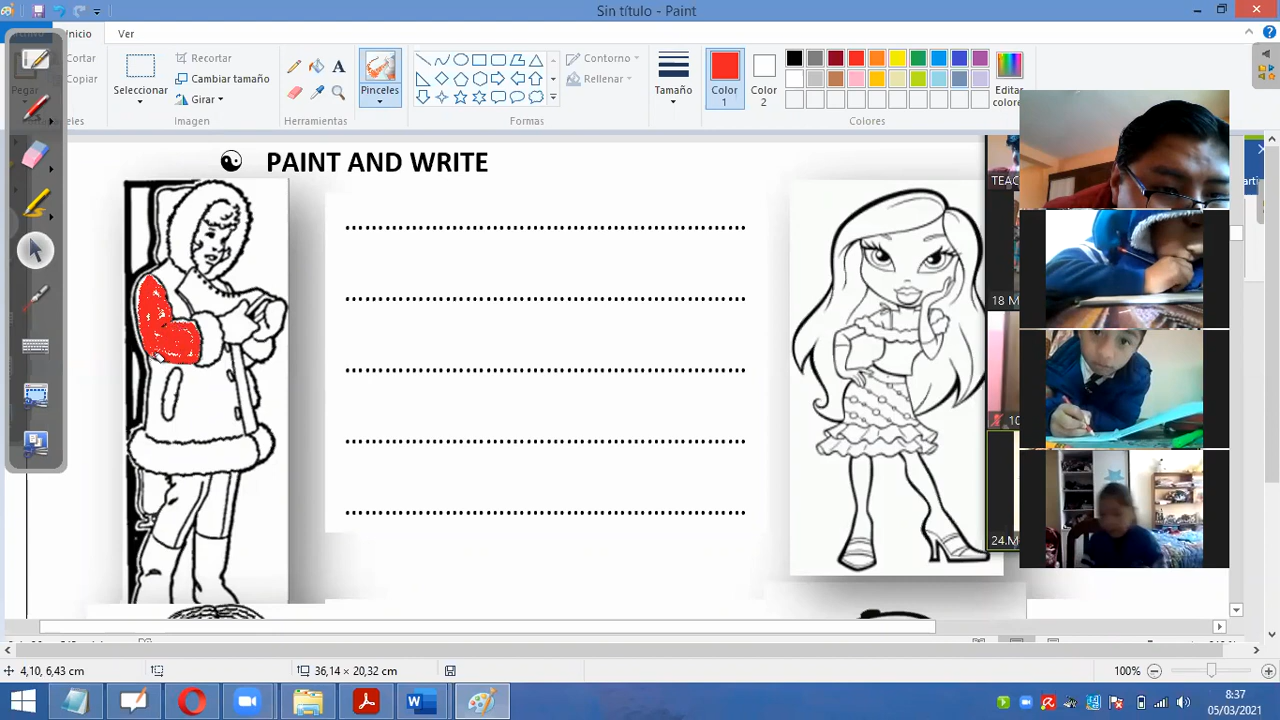 Sin título - Paint
Inicio
Ver
Pegar
Cortar
Copiar
Seleccionar
Recortar
Cambiar tamaño
Girar
Imagen
A
Herramientas
Pinceles
Contorno
Rellenar
Formas
Tamaño
Color
1
Color
2
Editar
colore
Colores
PAINT AND WRITE
TEAC
18 M
10
24.M
arti
4,10, 6,43 cm
36,14 × 20,32 cm
100%
8:37
05/03/2021